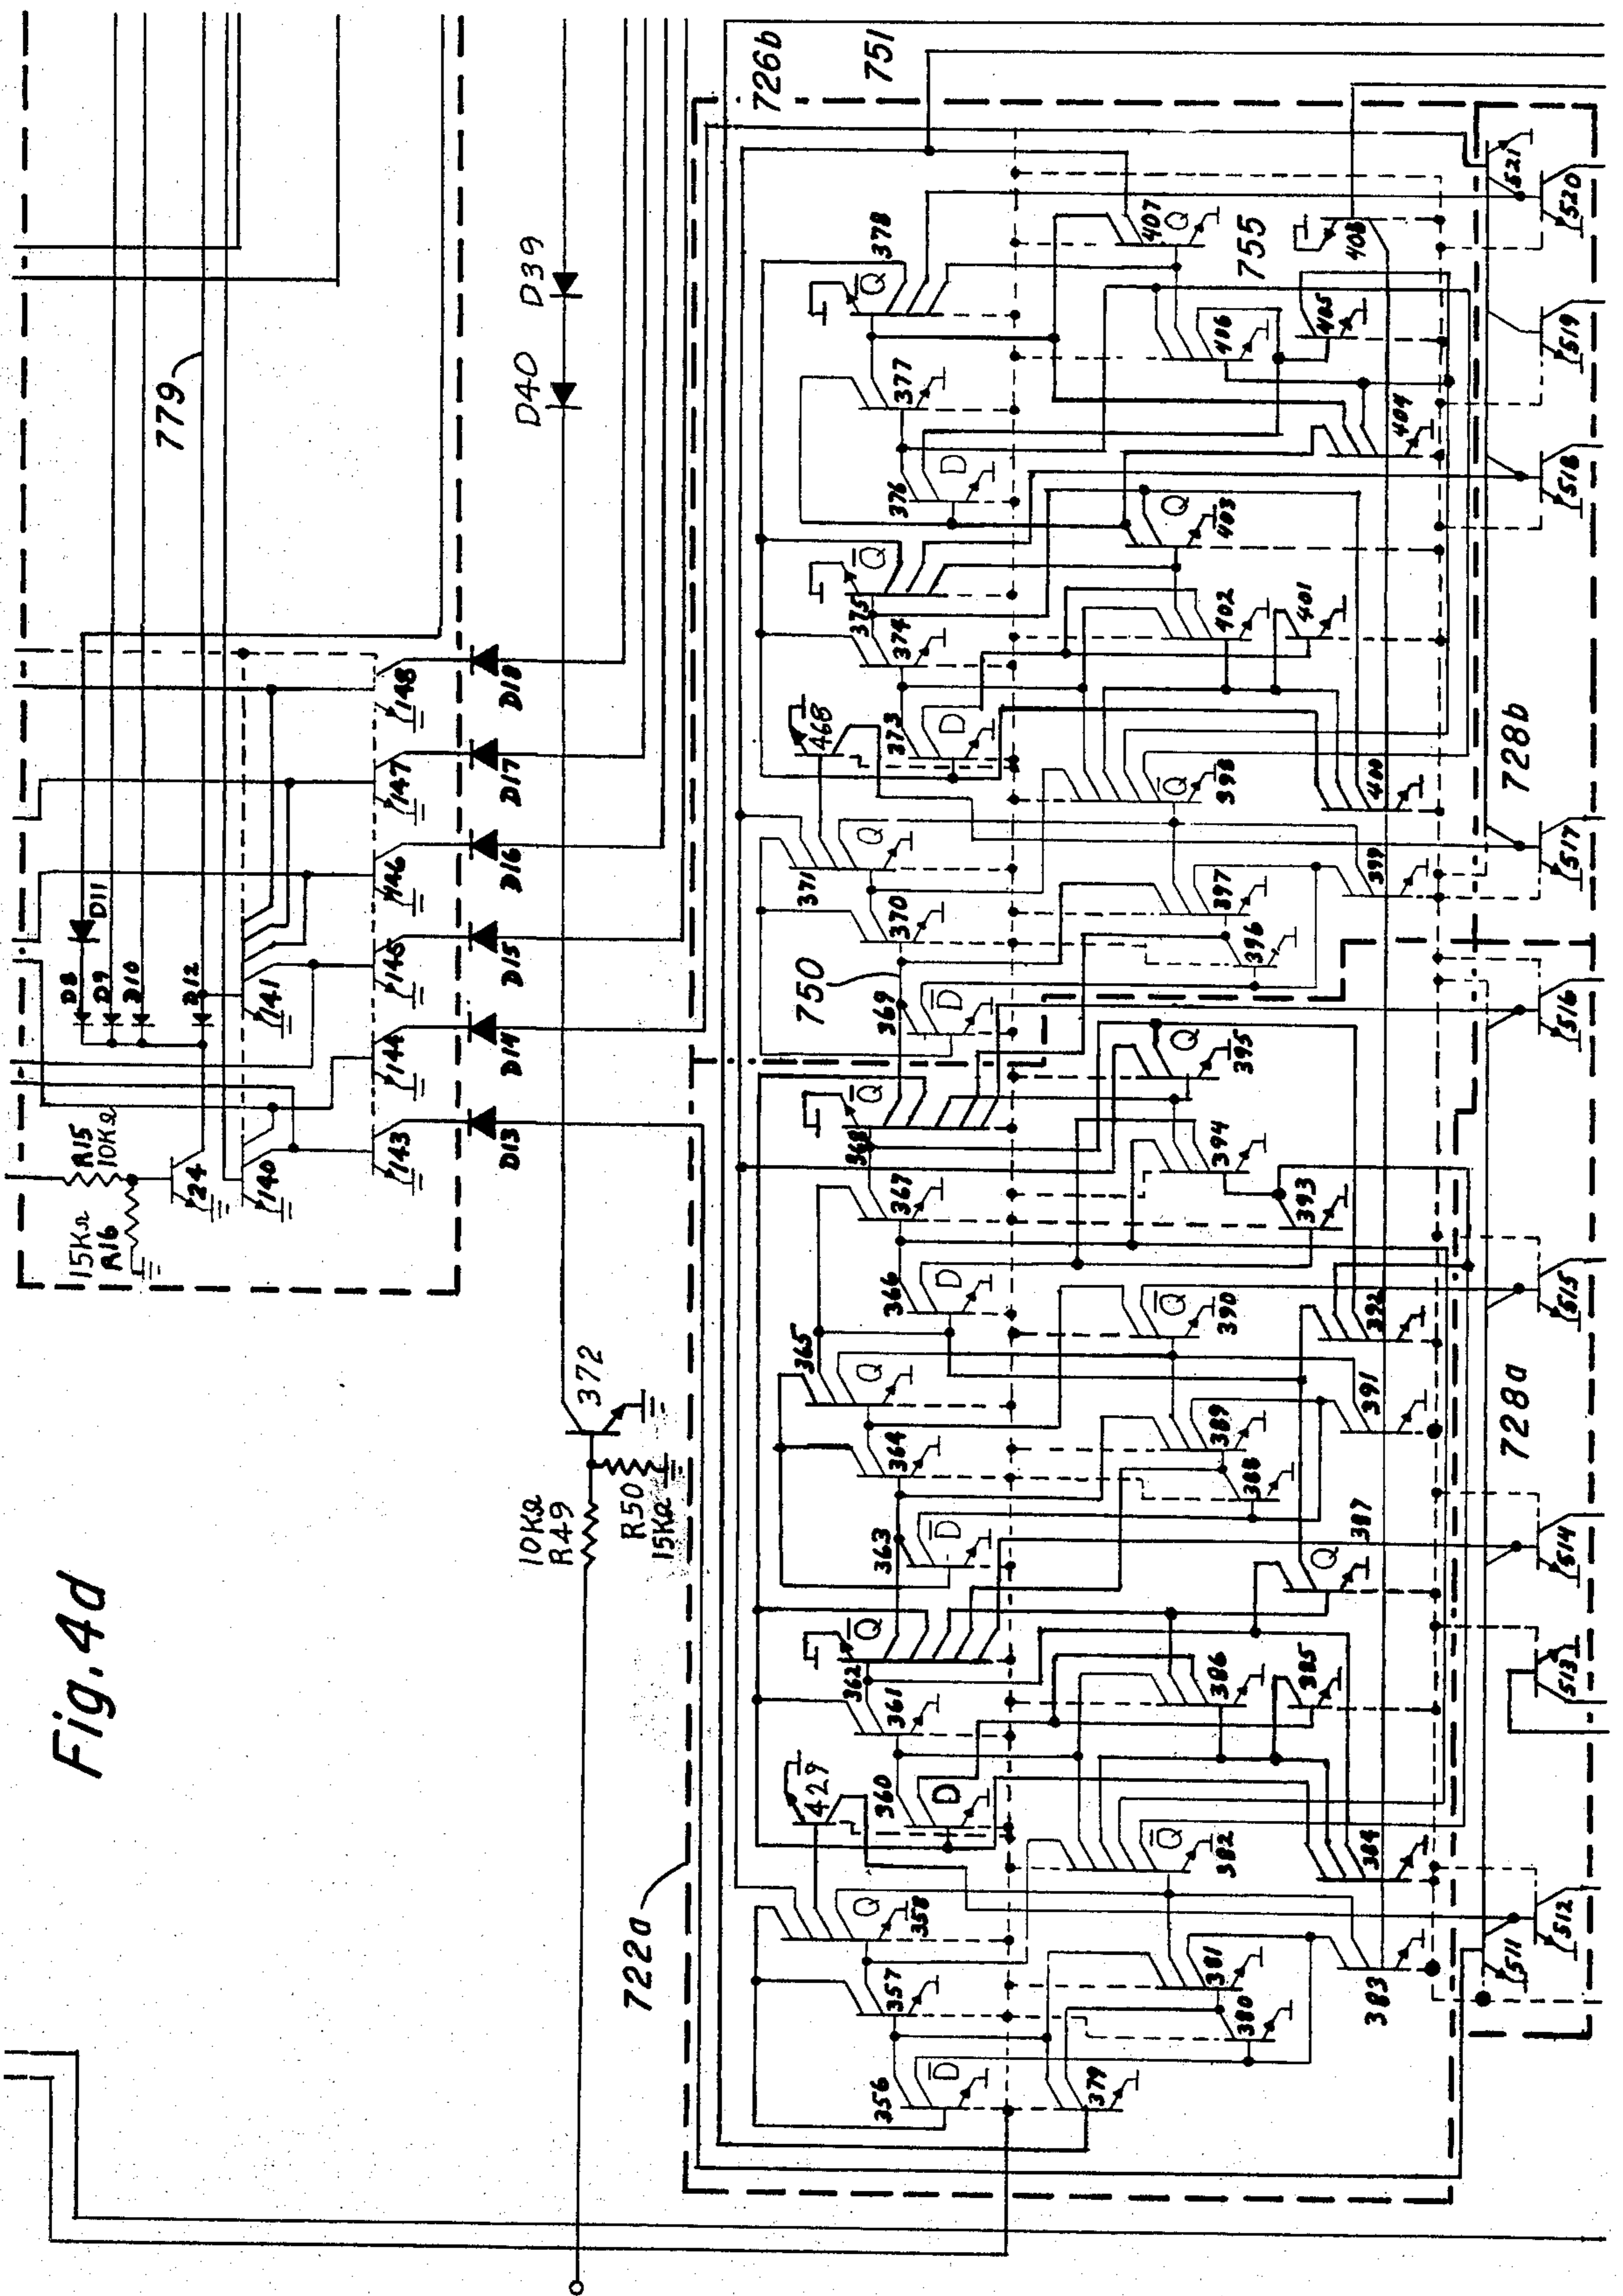 Fig. 4d
15KΩ
R16
R15
10KΩ
24
D8
D9
D10
D12
D11
779
140
141
143
144
145
146
147
148
D13
D14
D15
D16
D17
D18
10KΩ
R49
R50
15KΩ
372
D40
D39
722a
726b
751
750
755
356
D̅
357
358
Q
429
360
D
361
362
Q̅
363
D̅
364
365
Q
366
D
367
368
Q̅
369
D̅
370
371
Q
468
373
D
374
375
Q̅
376
D
377
378
Q̅
379
380
381
382
Q̅
383
384
385
386
387
Q
388
389
390
Q̅
391
392
393
394
395
Q
396
397
398
Q̅
399
400
401
402
403
Q
404
405
406
407
Q
408
728a
728b
511
512
513
514
515
516
517
518
519
520
521